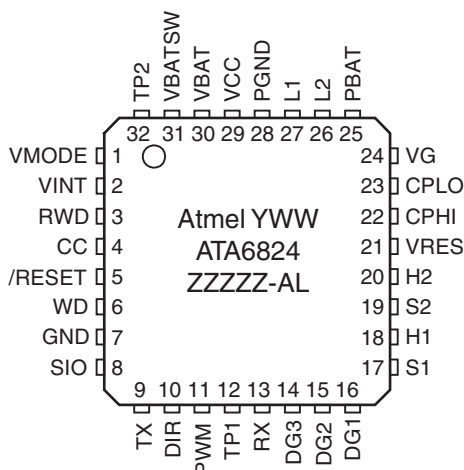 TP2 VBATSW VBAT VCC PGND L1 L2 PBAT
32 31 30 29 28 27 26 25
VMODE 1 24 VG
VINT 2 23 CPLO
RWD 3 Atmel YWW 22 CPHI
CC 4 ATA6824 21 VRES
/RESET 5 ZZZZZ-AL 20 H2
WD 6 19 S2
GND 7 18 H1
SIO 8 17 S1
9 10 11 12 13 14 15 16
TX DIR PWM TP1 RX DG3 DG2 DG1